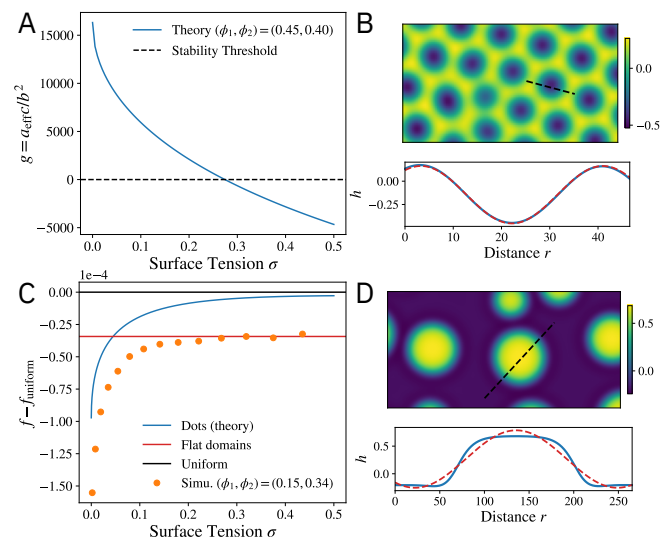 A
15000
10000
5000
0
−5000
g = a_eff c/b²
Theory (ϕ₁, ϕ₂) = (0.45, 0.40)
Stability Threshold
0.0 0.1 0.2 0.3 0.4 0.5
Surface Tension σ
B
0.0
−0.5
0.00
−0.25
h
0 10 20 30 40
Distance r
C
1e−4
0.00
−0.25
−0.50
−0.75
−1.00
−1.25
−1.50
f − f_uniform
Dots (theory)
Flat domains
Uniform
Simu. (ϕ₁, ϕ₂) = (0.15, 0.34)
0.0 0.1 0.2 0.3 0.4 0.5
Surface Tension σ
D
0.5
0.0
0.5
0.0
h
0 50 100 150 200 250
Distance r